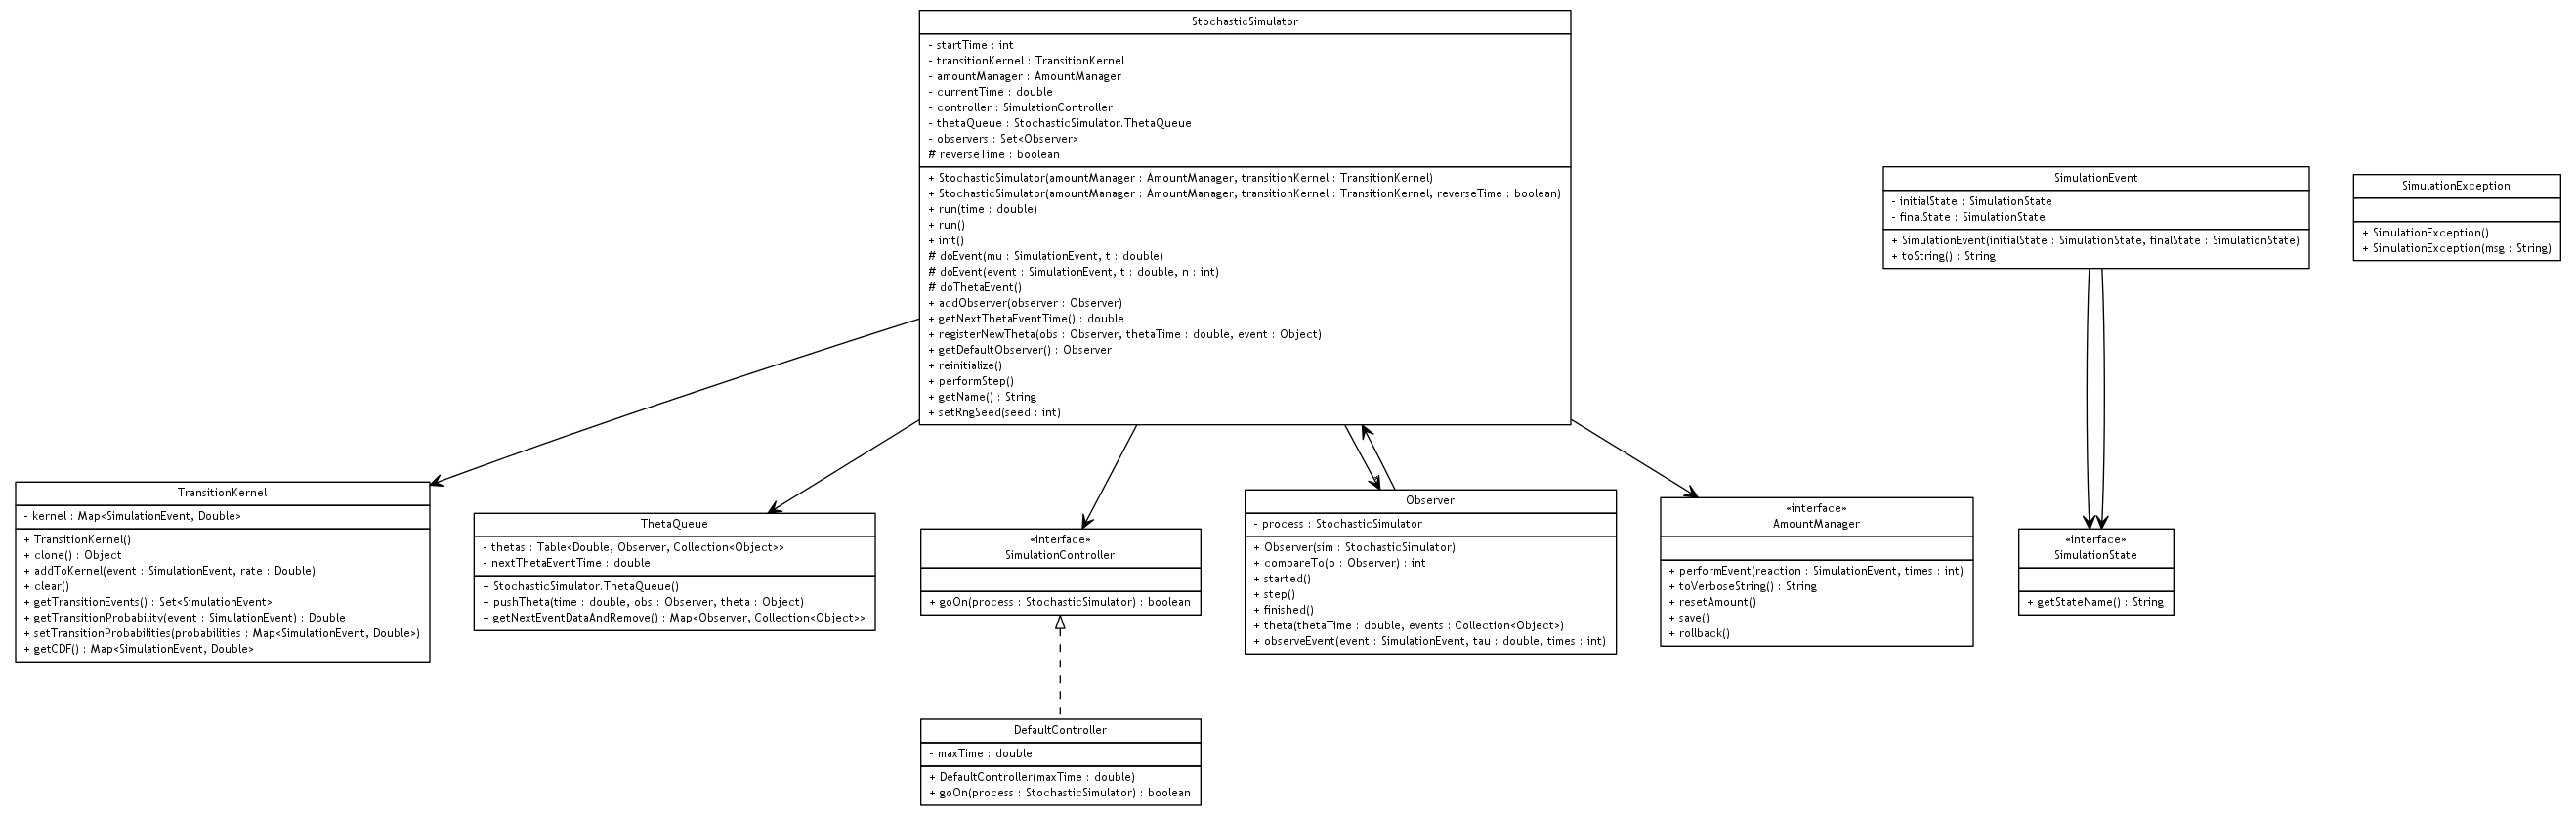 StochasticSimulator
- startTime : int
- transitionKernel : TransitionKernel
- amountManager : AmountManager
- currentTime : double
- controller : SimulationController
- thetaQueue : StochasticSimulator.ThetaQueue
- observers : Set<Observer>
# reverseTime : boolean
+ StochasticSimulator(amountManager : AmountManager, transitionKernel : TransitionKernel)
+ StochasticSimulator(amountManager : AmountManager, transitionKernel : TransitionKernel, reverseTime : boolean)
+ run(time : double)
+ run()
+ init()
# doEvent(mu : SimulationEvent, t : double)
# doEvent(event : SimulationEvent, t : double, n : int)
# doThetaEvent()
+ addObserver(observer : Observer)
+ getNextThetaEventTime() : double
+ registerNewTheta(obs : Observer, thetaTime : double, event : Object)
+ getDefaultObserver() : Observer
+ reinitialize()
+ performStep()
+ getName() : String
+ setRngSeed(seed : int)
SimulationEvent
- initialState : SimulationState
- finalState : SimulationState
+ SimulationEvent(initialState : SimulationState, finalState : SimulationState)
+ toString() : String
SimulationException
+ SimulationException()
+ SimulationException(msg : String)
TransitionKernel
- kernel : Map<SimulationEvent, Double>
+ TransitionKernel()
+ clone() : Object
+ addToKernel(event : SimulationEvent, rate : Double)
+ clear()
+ getTransitionEvents() : Set<SimulationEvent>
+ getTransitionProbability(event : SimulationEvent) : Double
+ setTransitionProbabilities(probabilities : Map<SimulationEvent, Double>)
+ getCDF() : Map<SimulationEvent, Double>
ThetaQueue
- thetas : Table<Double, Observer, Collection<Object>>
- nextThetaEventTime : double
+ StochasticSimulator.ThetaQueue()
+ pushTheta(time : double, obs : Observer, theta : Object)
+ getNextEventDataAndRemove() : Map<Observer, Collection<Object>>
«interface»
SimulationController
+ goOn(process : StochasticSimulator) : boolean
Observer
- process : StochasticSimulator
+ Observer(sim : StochasticSimulator)
+ compareTo(o : Observer) : int
+ started()
+ step()
+ finished()
+ theta(thetaTime : double, events : Collection<Object>)
+ observeEvent(event : SimulationEvent, tau : double, times : int)
«interface»
AmountManager
+ performEvent(reaction : SimulationEvent, times : int)
+ toVerboseString() : String
+ resetAmount()
+ save()
+ rollback()
«interface»
SimulationState
+ getStateName() : String
DefaultController
- maxTime : double
+ DefaultController(maxTime : double)
+ goOn(process : StochasticSimulator) : boolean